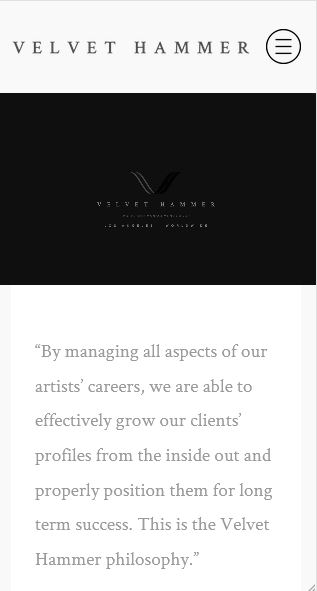 VELVET HAMMER
VELVET HAMMER
LOS ANGELES WORLDWIDE
“By managing all aspects of our
artists’ careers, we are able to
effectively grow our clients’
profiles from the inside out and
properly position them for long
term success. This is the Velvet
Hammer philosophy.”